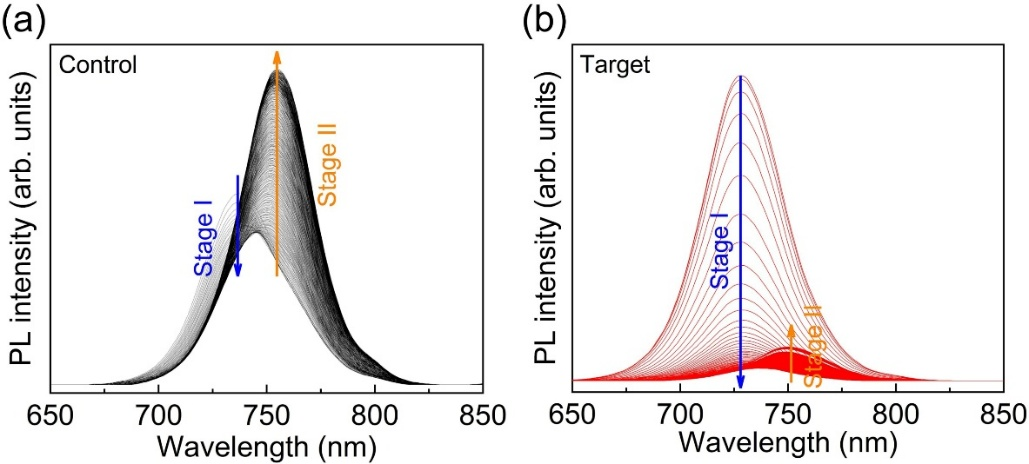 (a)
Control
PL intensity (arb. units)
Stage I
Stage II
650 700 750 800 850
Wavelength (nm)
(b)
Target
PL intensity (arb. units)
Stage I
Stage II
650 700 750 800 850
Wavelength (nm)